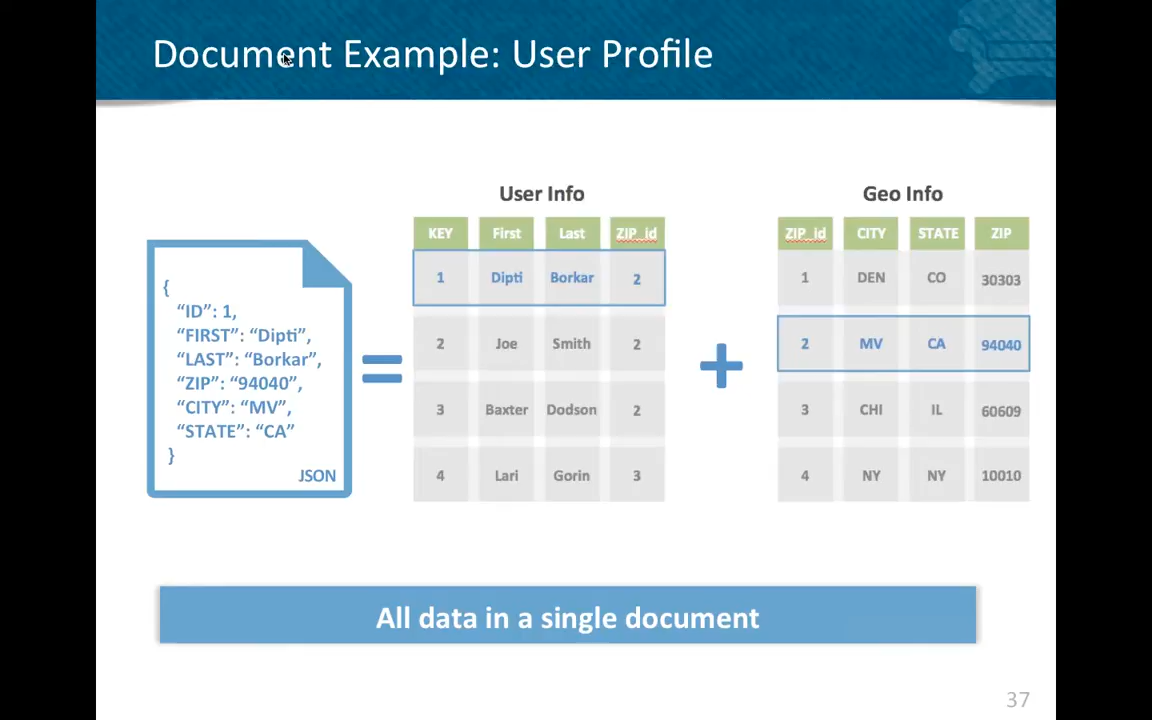 Document Example: User Profile
{
“ID”: 1,
“FIRST”: “Dipti”,
“LAST”: “Borkar”,
“ZIP”: “94040”,
“CITY”: “MV”,
“STATE”: “CA”
}
JSON
=
User Info
KEY First Last ZIP_id
1 Dipti Borkar 2
2 Joe Smith 2
3 Baxter Dodson 2
4 Lari Gorin 3
+
Geo Info
ZIP_id CITY STATE ZIP
1 DEN CO 30303
2 MV CA 94040
3 CHI IL 60609
4 NY NY 10010
All data in a single document
37